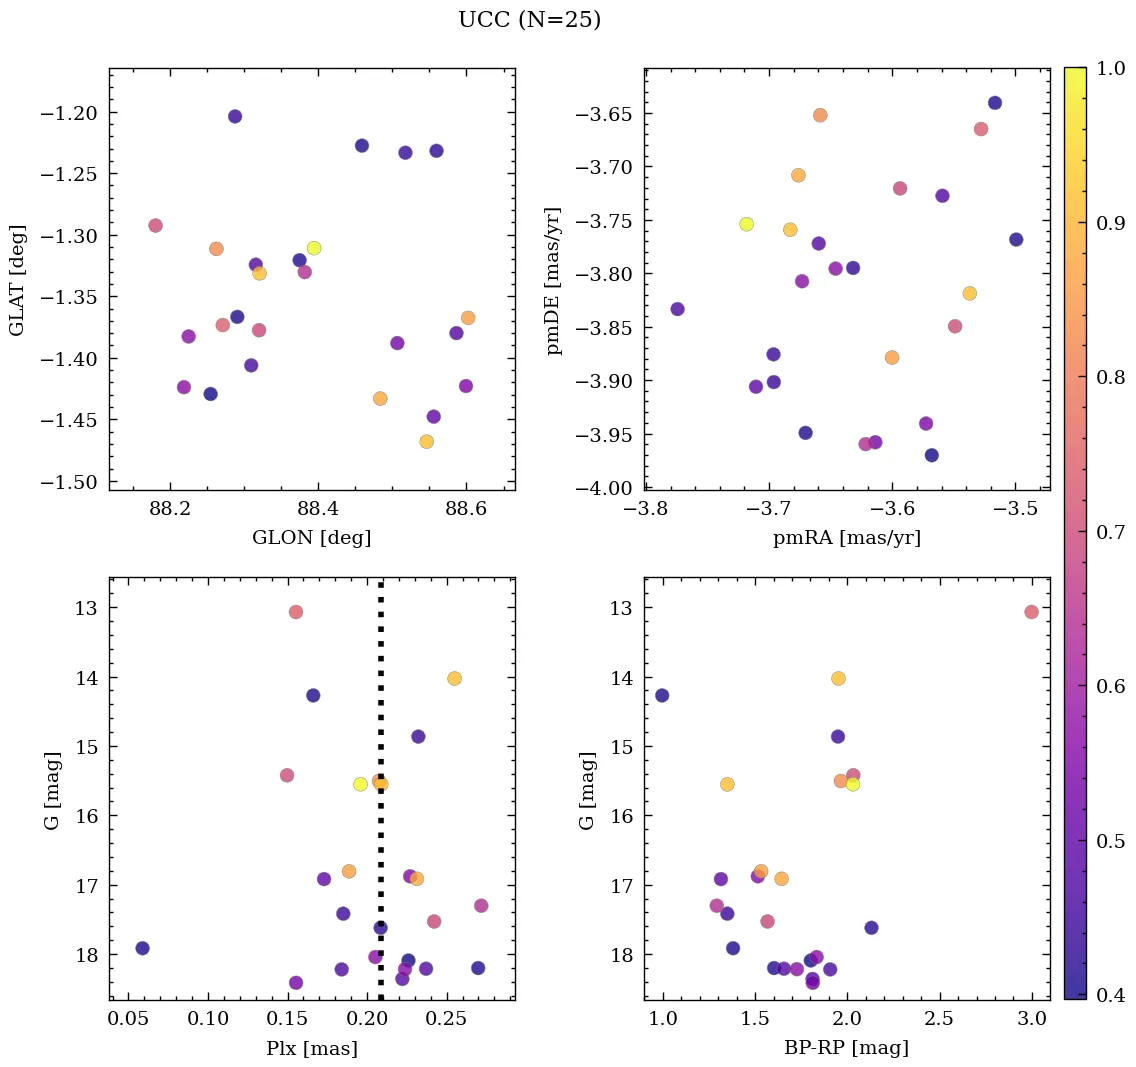 UCC (N=25)
−1.20
−1.25
−1.30
−1.35
−1.40
−1.45
−1.50
GLAT [deg]
88.2 88.4 88.6
GLON [deg]
−3.65
−3.70
−3.75
−3.80
−3.85
−3.90
−3.95
−4.00
pmDE [mas/yr]
−3.8 −3.7 −3.6 −3.5
pmRA [mas/yr]
13
14
15
16
17
18
G [mag]
0.05 0.10 0.15 0.20 0.25
Plx [mas]
13
14
15
16
17
18
G [mag]
1.0 1.5 2.0 2.5 3.0
BP-RP [mag]
1.0
0.9
0.8
0.7
0.6
0.5
0.4